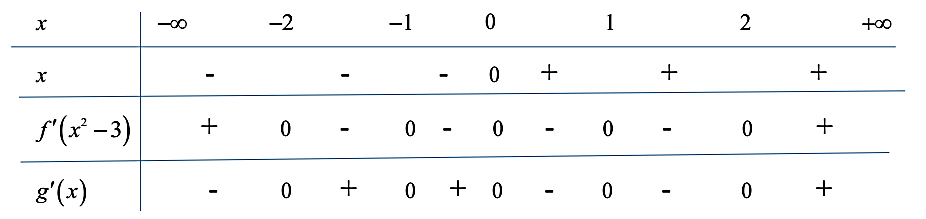 x −∞ −2 −1 0 1 2 +∞
x - - - 0 + + +
f′(x² −3) + 0 - 0 - 0 - 0 - 0 +
g′(x) - 0 + 0 + 0 - 0 - 0 +